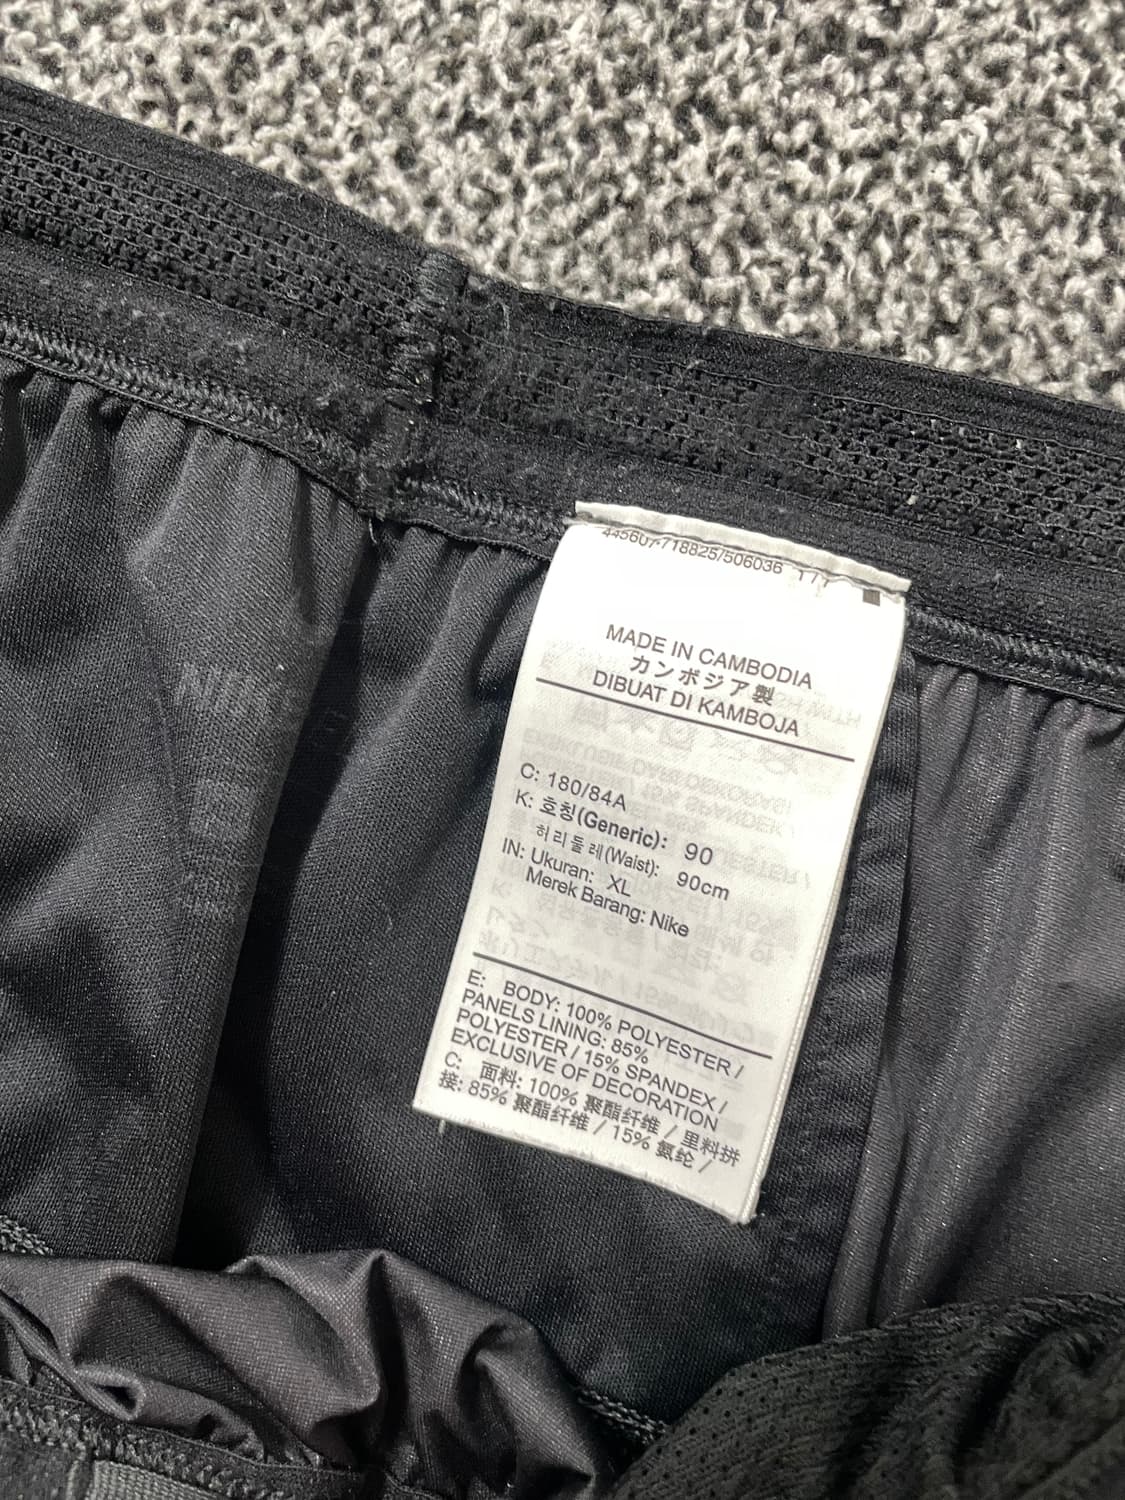 445607-718825/506036
MADE IN CAMBODIA
カンボジア製
DIBUAT DI KAMBOJA
C: 180/84A
K: 호칭(Generic): 90
허리둘레(Waist): 90cm
IN: Ukuran: XL
Merek Barang: Nike
E: BODY: 100% POLYESTER /
PANELS LINING: 85%
POLYESTER / 15% SPANDEX /
EXCLUSIVE OF DECORATION
C: 面料: 100% 聚酯纤维 / 里料拼
接: 85% 聚酯纤维 / 15% 氨纶 /